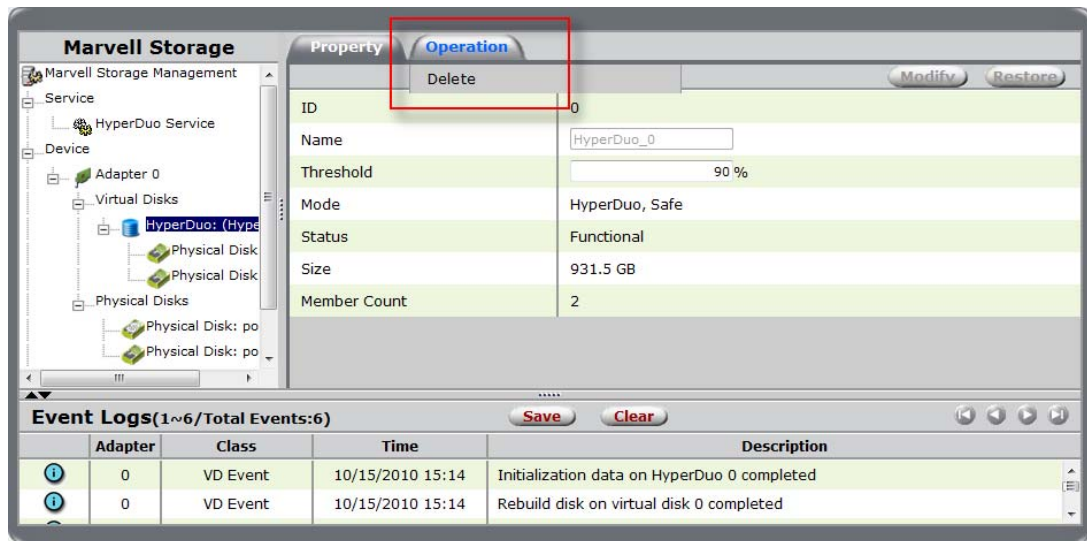 Marvell Storage
Marvell Storage Management
Service
HyperDuo Service
Device
Adapter 0
Virtual Disks
HyperDuo: (Hype
Physical Disk
Physical Disk
Physical Disks
Physical Disk: po
Physical Disk: po
Property Operation
Delete
Modify Restore
ID 0
Name HyperDuo_0
Threshold 90 %
Mode HyperDuo, Safe
Status Functional
Size 931.5 GB
Member Count 2
Event Logs(1~6/Total Events:6) Save Clear
Adapter Class Time Description
0 VD Event 10/15/2010 15:14 Initialization data on HyperDuo 0 completed
0 VD Event 10/15/2010 15:14 Rebuild disk on virtual disk 0 completed